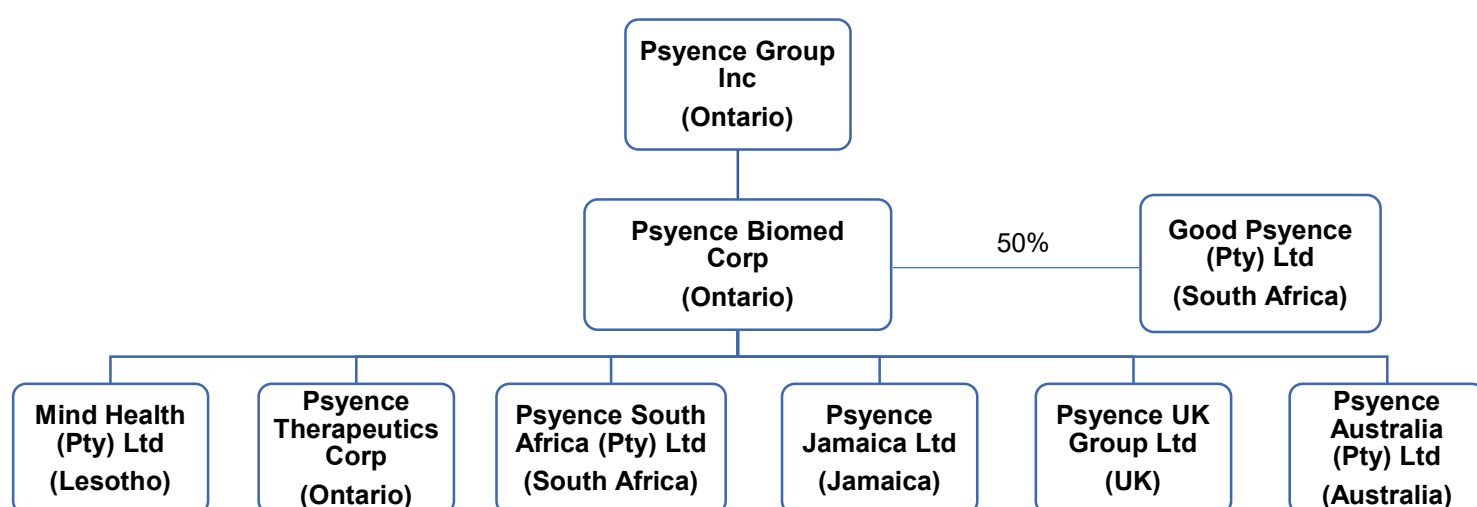 Psyence Group
Inc
(Ontario)
Psyence Biomed
Corp
(Ontario)
50%
Good Psyence
(Pty) Ltd
(South Africa)
Mind Health
(Pty) Ltd
(Lesotho)
Psyence
Therapeutics
Corp
(Ontario)
Psyence South
Africa (Pty) Ltd
(South Africa)
Psyence
Jamaica Ltd
(Jamaica)
Psyence UK
Group Ltd
(UK)
Psyence
Australia
(Pty) Ltd
(Australia)